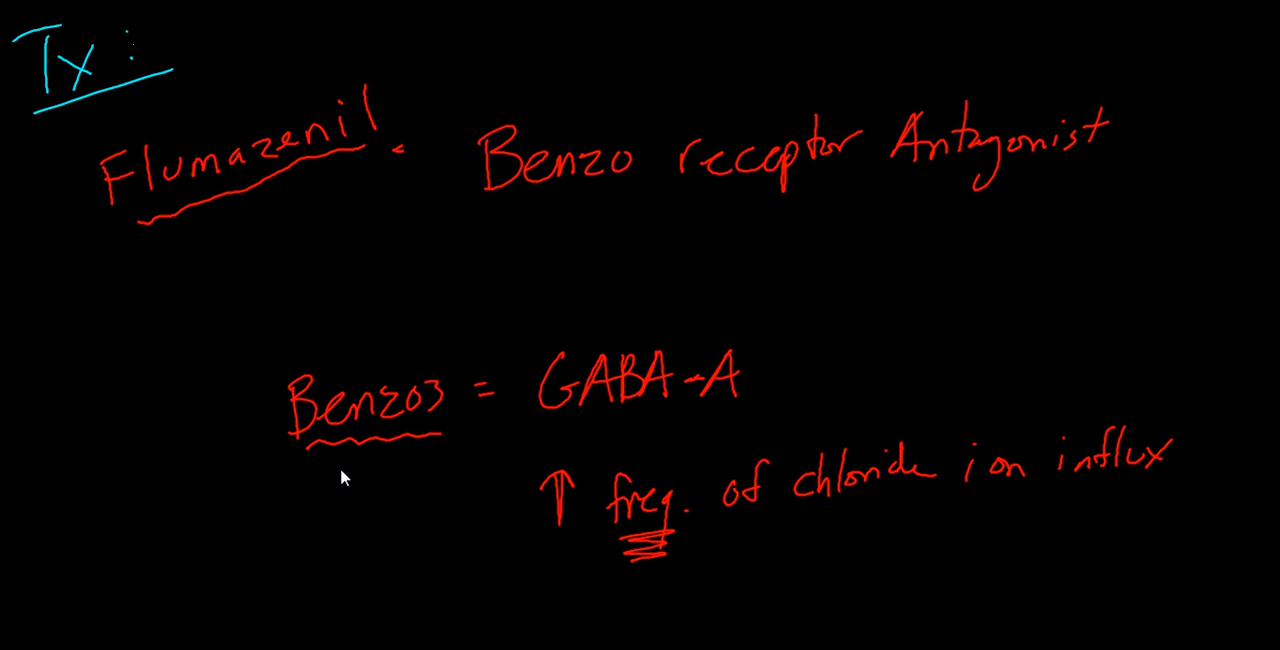 Tx:
Flumazenil. Benzo receptor Antagonist
Benzos = GABA-A
↑ freq. of chloride ion influx